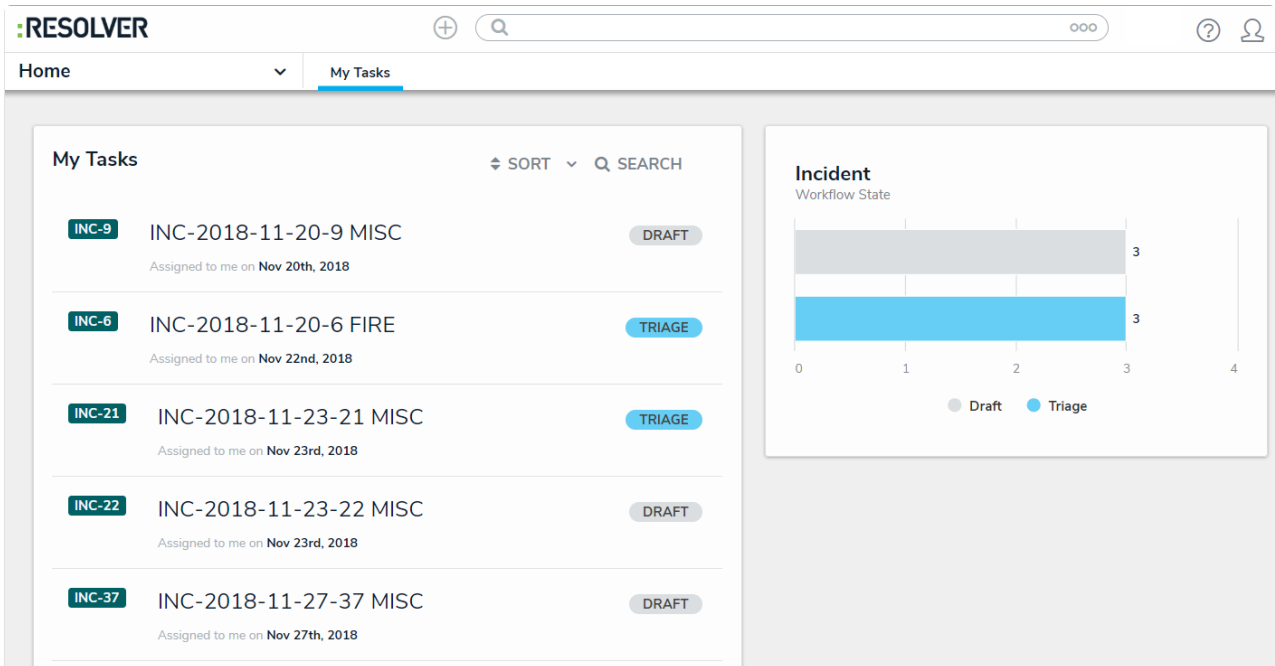 :RESOLVER
ooo
?
Home
My Tasks
My Tasks
SORT
SEARCH
INC-9
INC-2018-11-20-9 MISC
DRAFT
Assigned to me on Nov 20th, 2018
INC-6
INC-2018-11-20-6 FIRE
TRIAGE
Assigned to me on Nov 22nd, 2018
INC-21
INC-2018-11-23-21 MISC
TRIAGE
Assigned to me on Nov 23rd, 2018
INC-22
INC-2018-11-23-22 MISC
DRAFT
Assigned to me on Nov 23rd, 2018
INC-37
INC-2018-11-27-37 MISC
DRAFT
Assigned to me on Nov 27th, 2018
Incident
Workflow State
3
3
0 1 2 3 4
Draft Triage